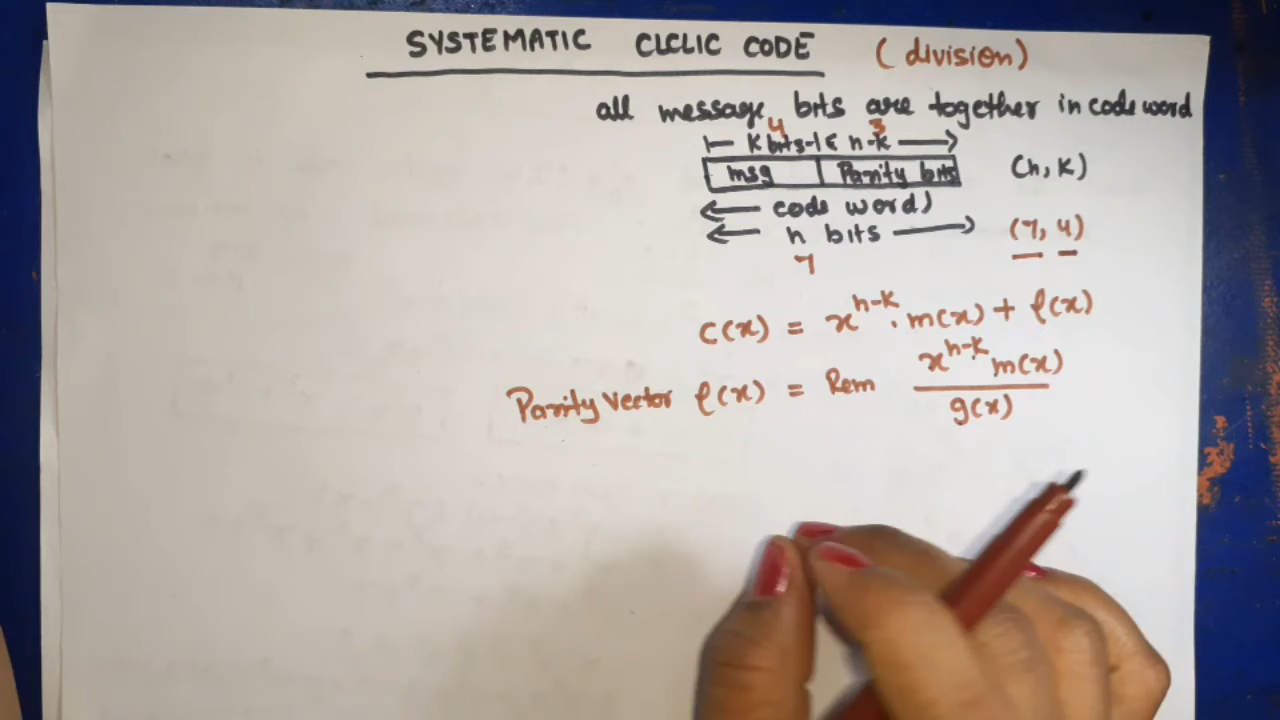 SYSTEMATIC CLCLIC CODE (division)
all message bits are together in code word
4 3
K bits n-k
msg Parity bits (n, k)
code word)
n bits (7, 4)
7
c(x) = x^{n-k} . m(x) + ρ(x)
Parity vector ρ(x) = Rem x^{n-k} m(x) / g(x)